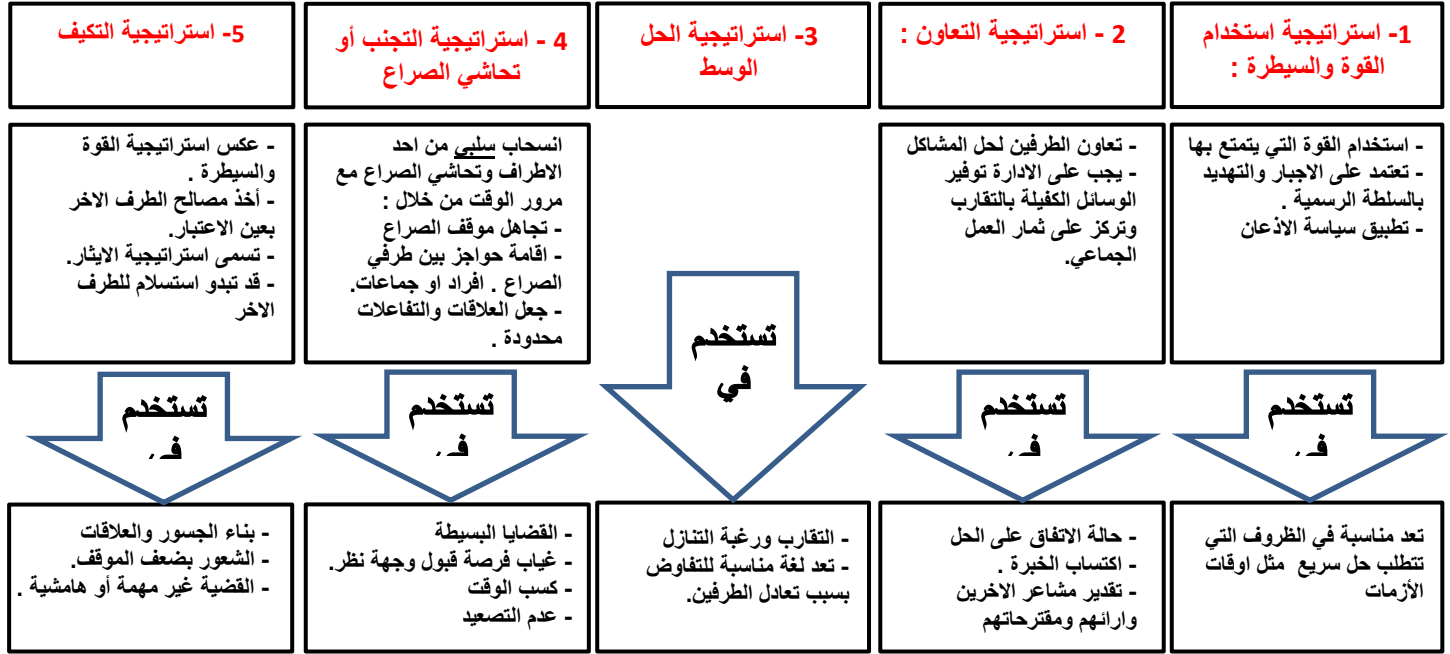 1- استراتيجية استخدام
القوة والسيطرة :
2 - استراتيجية التعاون :
3- استراتيجية الحل
الوسط
4 - استراتيجية التجنب أو
تحاشي الصراع
5- استراتيجية التكيف
- استخدام القوة التي يتمتع بها
- تعتمد على الاجبار والتهديد
بالسلطة الرسمية .
- تطبيق سياسة الاذعان
- تعاون الطرفين لحل المشاكل
- يجب على الادارة توفير
الوسائل الكفيلة بالتقارب
وتركز على ثمار العمل
الجماعي.
انسحاب سلبي من احد
الاطراف وتحاشي الصراع مع
مرور الوقت من خلال :
- تجاهل موقف الصراع
- اقامة حواجز بين طرفي
الصراع . افراد او جماعات.
- جعل العلاقات والتفاعلات
محدودة .
- عكس استراتيجية القوة
والسيطرة .
- أخذ مصالح الطرف الاخر
بعين الاعتبار.
- تسمى استراتيجية الايثار.
- قد تبدو استسلام للطرف
الاخر
تستخدم
في
تستخدم
في
تستخدم
في
تستخدم
في
تستخدم
في
تعد مناسبة في الظروف التي
تتطلب حل سريع مثل اوقات
الأزمات
- حالة الاتفاق على الحل
- اكتساب الخبرة .
- تقدير مشاعر الاخرين
وارائهم ومقترحاتهم
- التقارب ورغبة التنازل
- تعد لغة مناسبة للتفاوض
بسبب تعادل الطرفين.
- القضايا البسيطة
- غياب فرصة قبول وجهة نظر.
- كسب الوقت
- عدم التصعيد
- بناء الجسور والعلاقات
- الشعور بضعف الموقف.
- القضية غير مهمة أو هامشية .